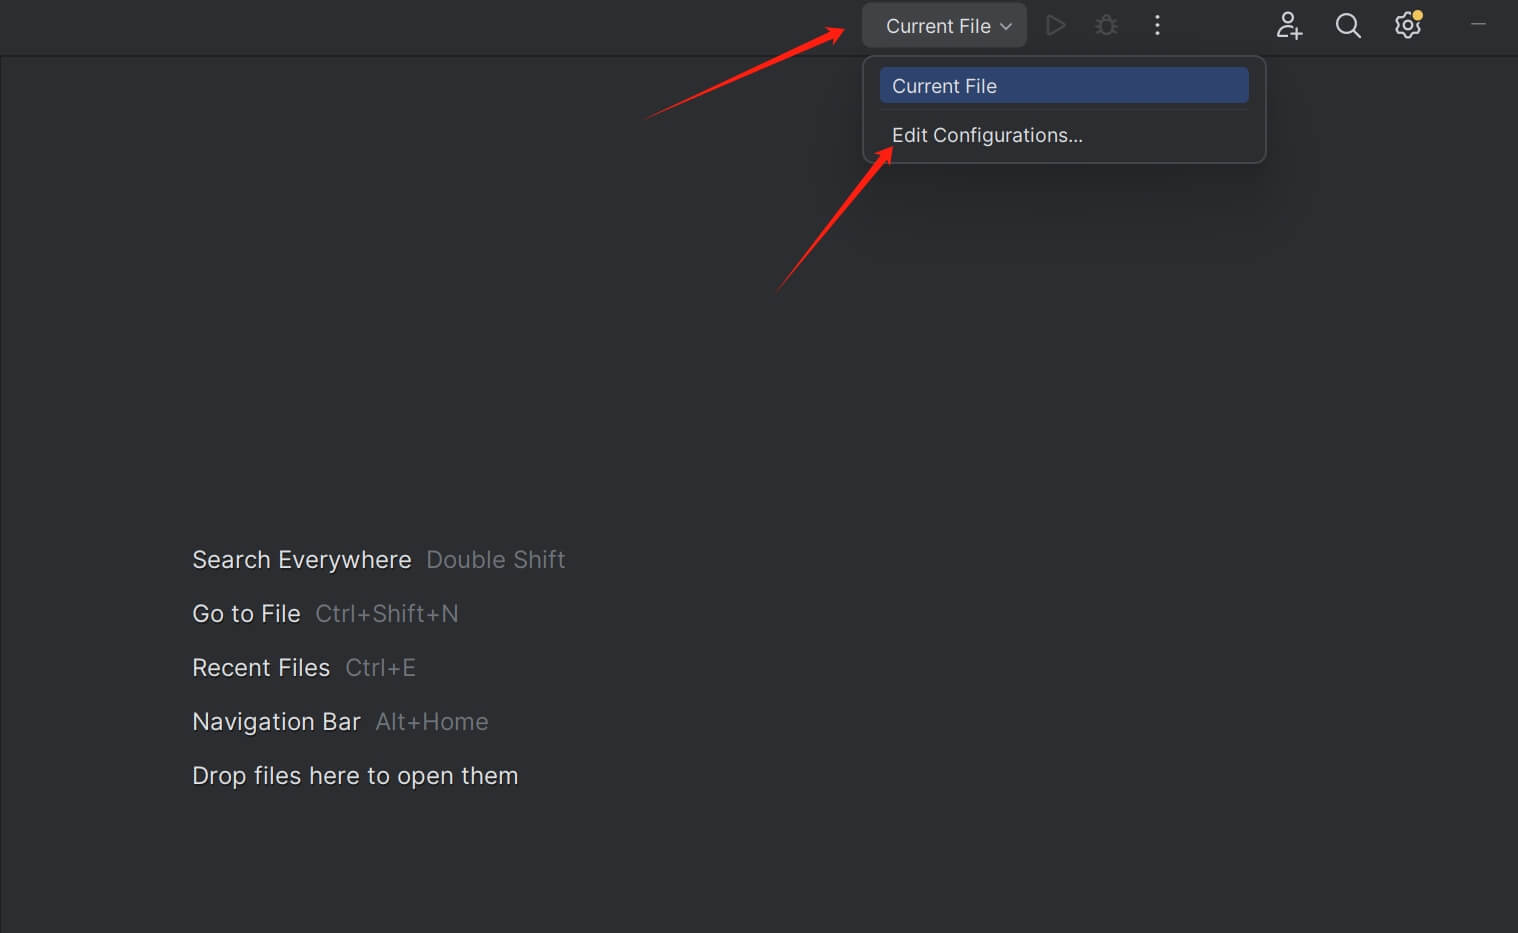 Current File
Current File
Edit Configurations...
Search Everywhere Double Shift
Go to File Ctrl+Shift+N
Recent Files Ctrl+E
Navigation Bar Alt+Home
Drop files here to open them